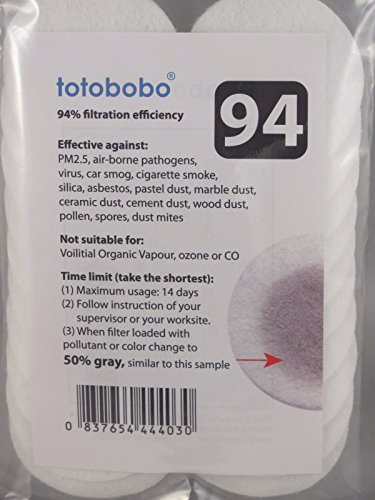 totobobo®
94
94% filtration efficiency
Effective against:
PM2.5, air-borne pathogens,
virus, car smog, cigarette smoke,
silica, asbestos, pastel dust, marble dust,
ceramic dust, cement dust, wood dust,
pollen, spores, dust mites
Not suitable for:
Voilitial Organic Vapour, ozone or CO
Time limit (take the shortest):
(1) Maximum usage: 14 days
(2) Follow instruction of your
supervisor or your worksite.
(3) When filter loaded with
pollutant or color change to
50% gray, similar to this sample
0 837654 444030